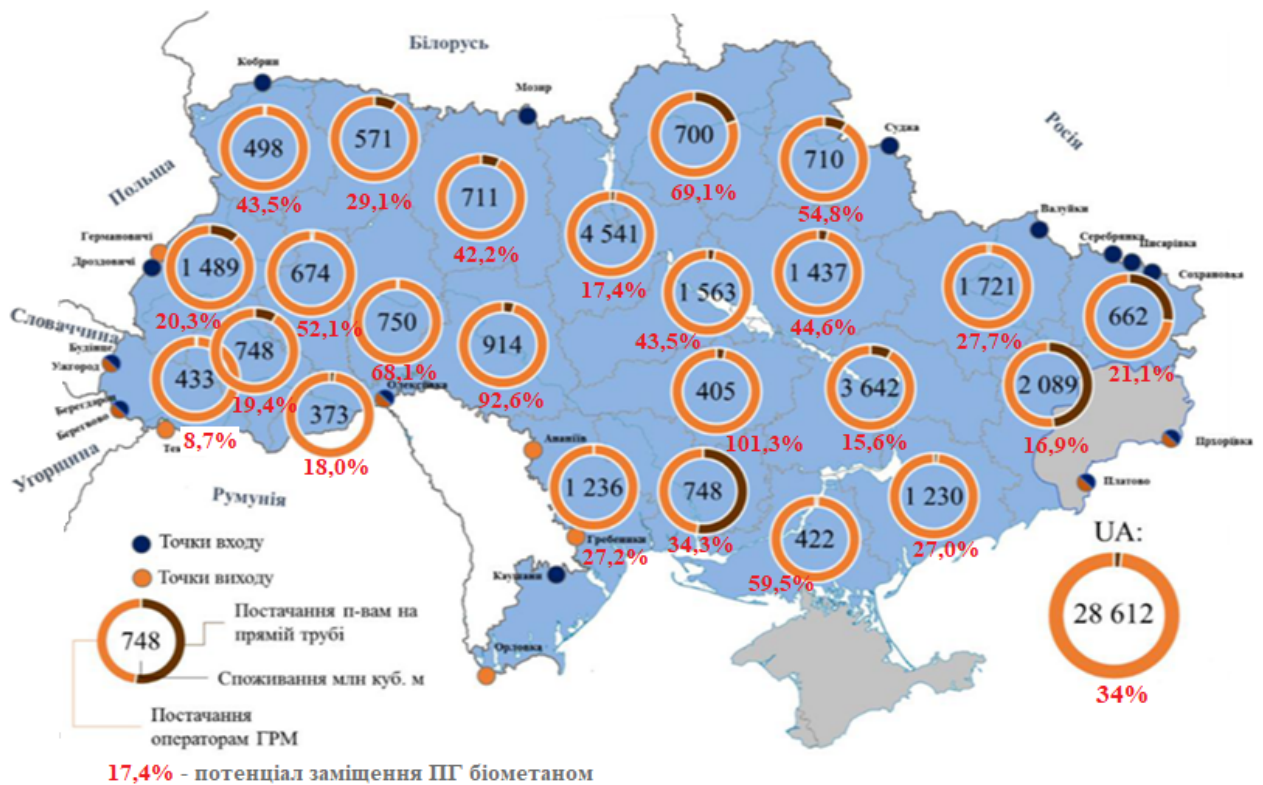 Білорусь
Кобрин
Мозир
Росія
Польща
498
43,5%
571
29,1%
711
42,2%
700
69,1%
710
54,8%
Суджа
Валуйки
Серебрянка
Писарівка
Сохрановка
Германовичі
Дроздовичі
1 489
20,3%
674
52,1%
4 541
17,4%
1 563
43,5%
1 437
44,6%
1 721
27,7%
662
21,1%
Словаччина
Будінце
Ужгород
Берегдароц
Берегково
433
8,7%
748
19,4%
750
68,1%
914
92,6%
405
101,3%
3 642
15,6%
2 089
16,9%
Олексіївка
373
18,0%
Угорщина
Тек
Румунія
Ананіїв
1 236
27,2%
748
34,3%
422
59,5%
1 230
27,0%
Прхорівка
Платово
Гребеники
Каушани
Орловка
UA:
28 612
34%
Точки входу
Точки виходу
748
Постачання п-вам на
прямій трубі
Споживання млн куб. м
Постачання
операторам ГРМ
17,4% - потенціал заміщення ПГ біометаном